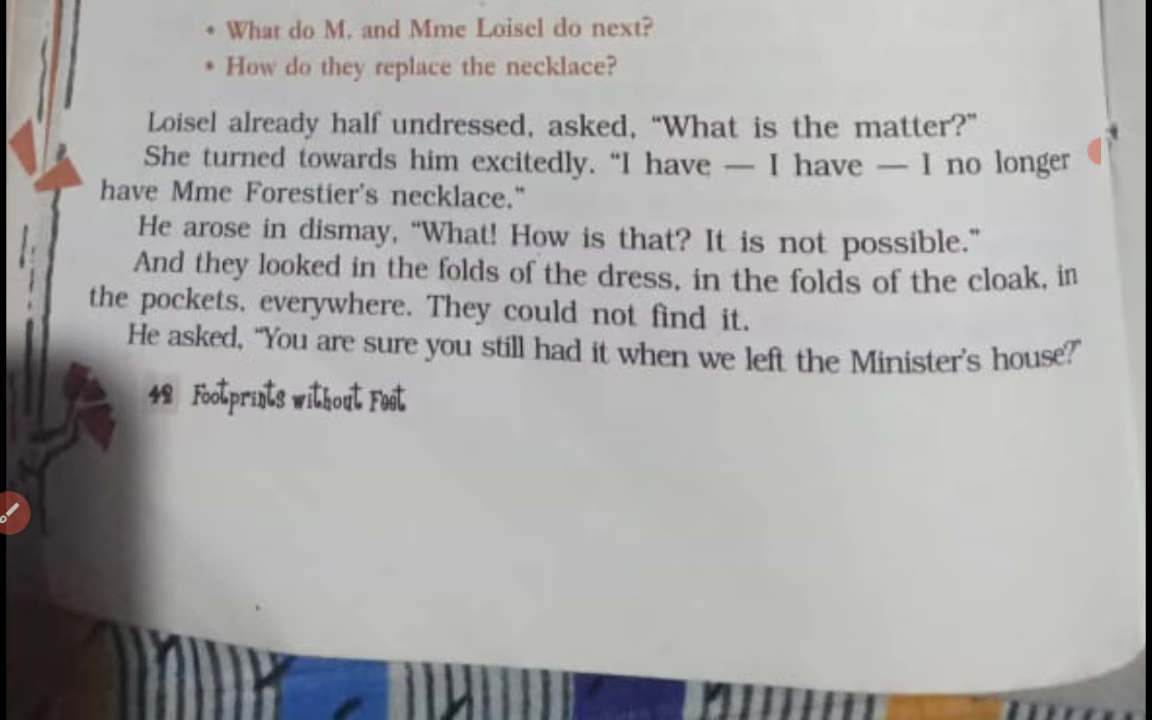 • What do M. and Mme Loisel do next?
• How do they replace the necklace?
Loisel already half undressed, asked, “What is the matter?”
She turned towards him excitedly. “I have — I have — I no longer
have Mme Forestier's necklace.”
He arose in dismay, “What! How is that? It is not possible.”
And they looked in the folds of the dress, in the folds of the cloak, in
the pockets, everywhere. They could not find it.
He asked, “You are sure you still had it when we left the Minister's house?”
48 Footprints without Feet